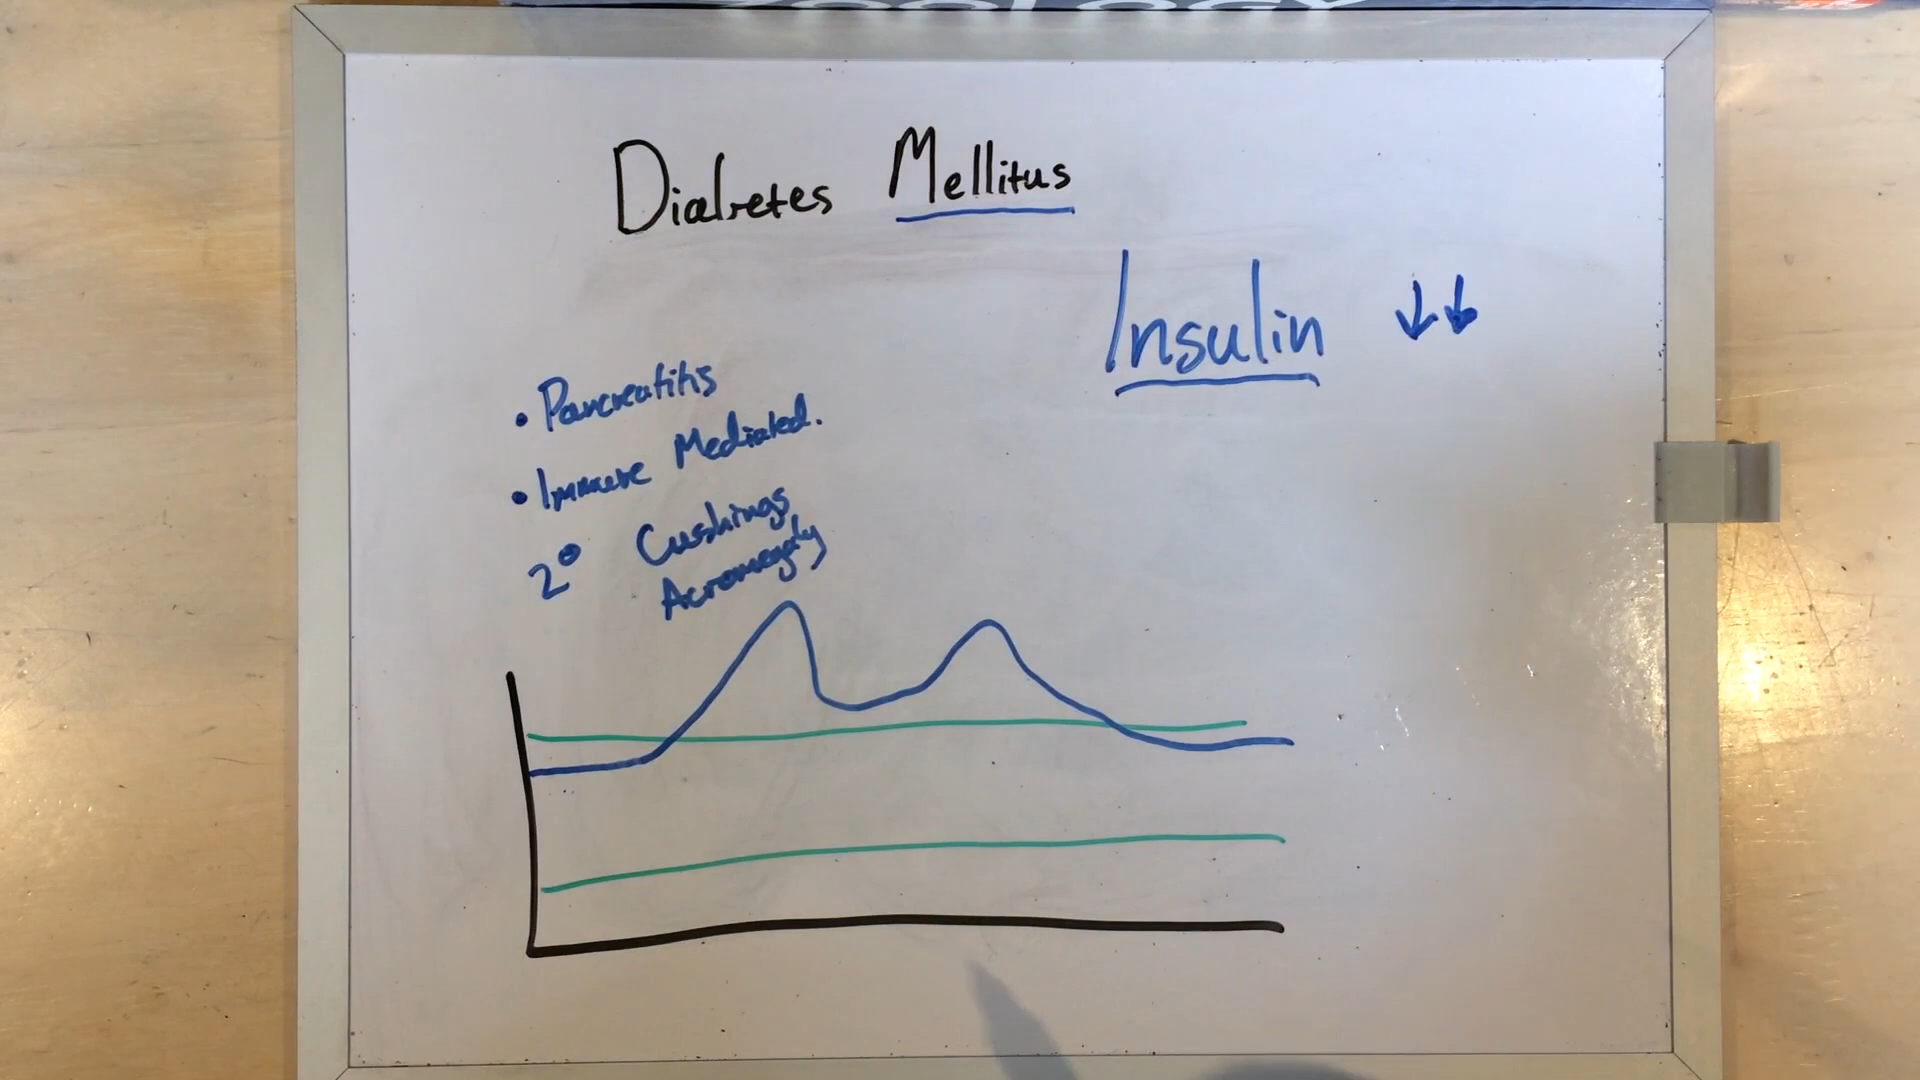 Diabetes Mellitus
Insulin ↓↓
• Pancreatitis
• Immune Mediated.
2° Cushings
Acromegaly